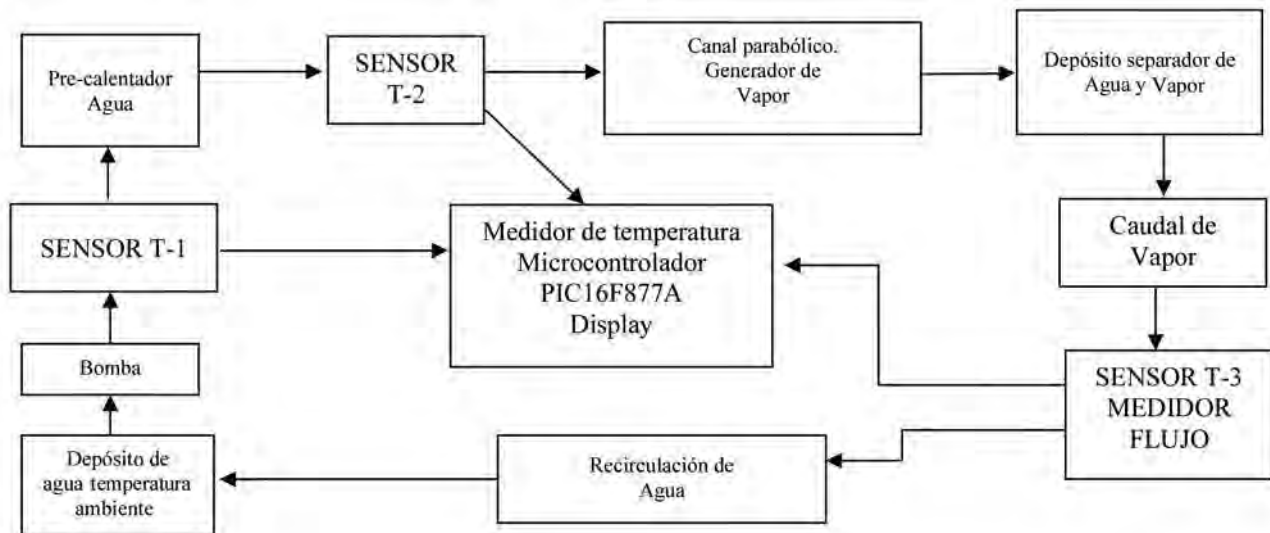 Pre-calentador
Agua
SENSOR
T-2
Canal parabólico.
Generador de
Vapor
Depósito separador de
Agua y Vapor
SENSOR T-1
Medidor de temperatura
Microcontrolador
PIC16F877A
Display
Caudal de
Vapor
Bomba
SENSOR T-3
MEDIDOR
FLUJO
Depósito de
agua temperatura
ambiente
Recirculación de
Agua